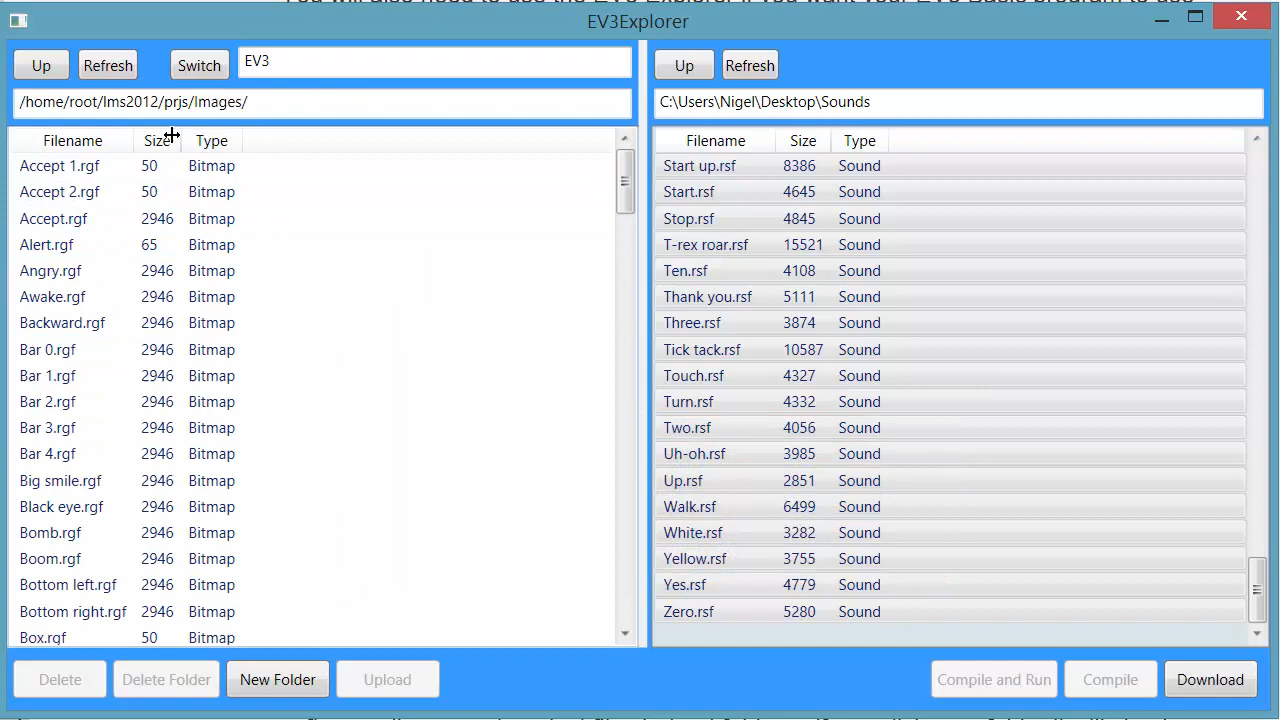 EV3Explorer
Up Refresh Switch EV3
/home/root/lms2012/prjs/Images/
Filename Size Type
Accept 1.rgf 50 Bitmap
Accept 2.rgf 50 Bitmap
Accept.rgf 2946 Bitmap
Alert.rgf 65 Bitmap
Angry.rgf 2946 Bitmap
Awake.rgf 2946 Bitmap
Backward.rgf 2946 Bitmap
Bar 0.rgf 2946 Bitmap
Bar 1.rgf 2946 Bitmap
Bar 2.rgf 2946 Bitmap
Bar 3.rgf 2946 Bitmap
Bar 4.rgf 2946 Bitmap
Big smile.rgf 2946 Bitmap
Black eye.rgf 2946 Bitmap
Bomb.rgf 2946 Bitmap
Boom.rgf 2946 Bitmap
Bottom left.rgf 2946 Bitmap
Bottom right.rgf 2946 Bitmap
Box.rgf 50 Bitmap
Delete Delete Folder New Folder Upload
Up Refresh
C:\Users\Nigel\Desktop\Sounds
Filename Size Type
Start up.rsf 8386 Sound
Start.rsf 4645 Sound
Stop.rsf 4845 Sound
T-rex roar.rsf 15521 Sound
Ten.rsf 4108 Sound
Thank you.rsf 5111 Sound
Three.rsf 3874 Sound
Tick tack.rsf 10587 Sound
Touch.rsf 4327 Sound
Turn.rsf 4332 Sound
Two.rsf 4056 Sound
Uh-oh.rsf 3985 Sound
Up.rsf 2851 Sound
Walk.rsf 6499 Sound
White.rsf 3282 Sound
Yellow.rsf 3755 Sound
Yes.rsf 4779 Sound
Zero.rsf 5280 Sound
Compile and Run Compile Download